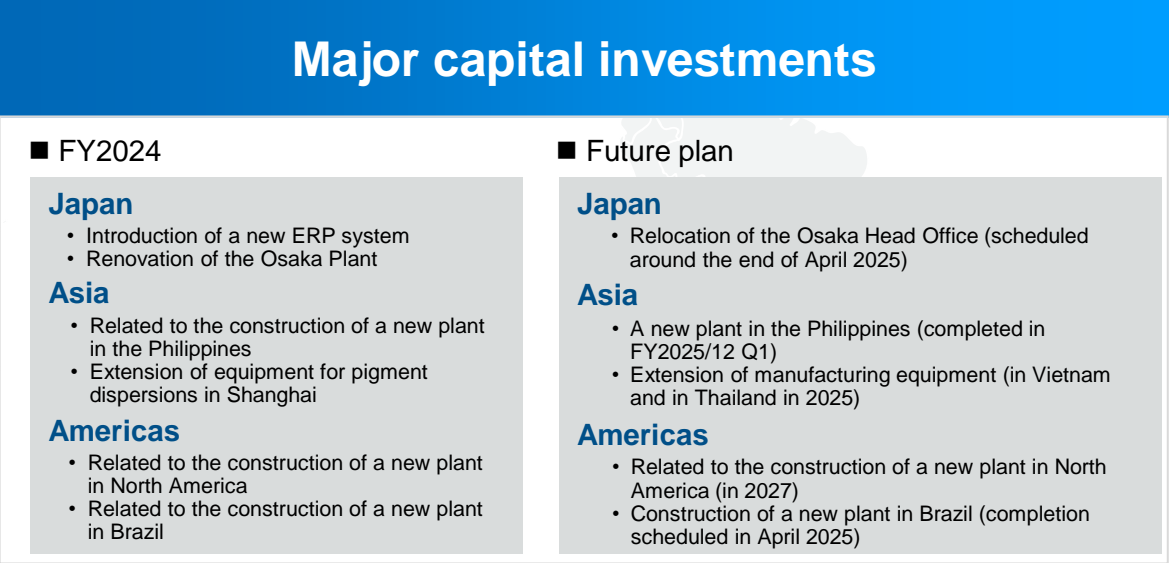 Major capital investments
■ FY2024
Japan
• Introduction of a new ERP system
• Renovation of the Osaka Plant
Asia
• Related to the construction of a new plant
in the Philippines
• Extension of equipment for pigment
dispersions in Shanghai
Americas
• Related to the construction of a new plant
in North America
• Related to the construction of a new plant
in Brazil
■ Future plan
Japan
• Relocation of the Osaka Head Office (scheduled
around the end of April 2025)
Asia
• A new plant in the Philippines (completed in
FY2025/12 Q1)
• Extension of manufacturing equipment (in Vietnam
and in Thailand in 2025)
Americas
• Related to the construction of a new plant in North
America (in 2027)
• Construction of a new plant in Brazil (completion
scheduled in April 2025)